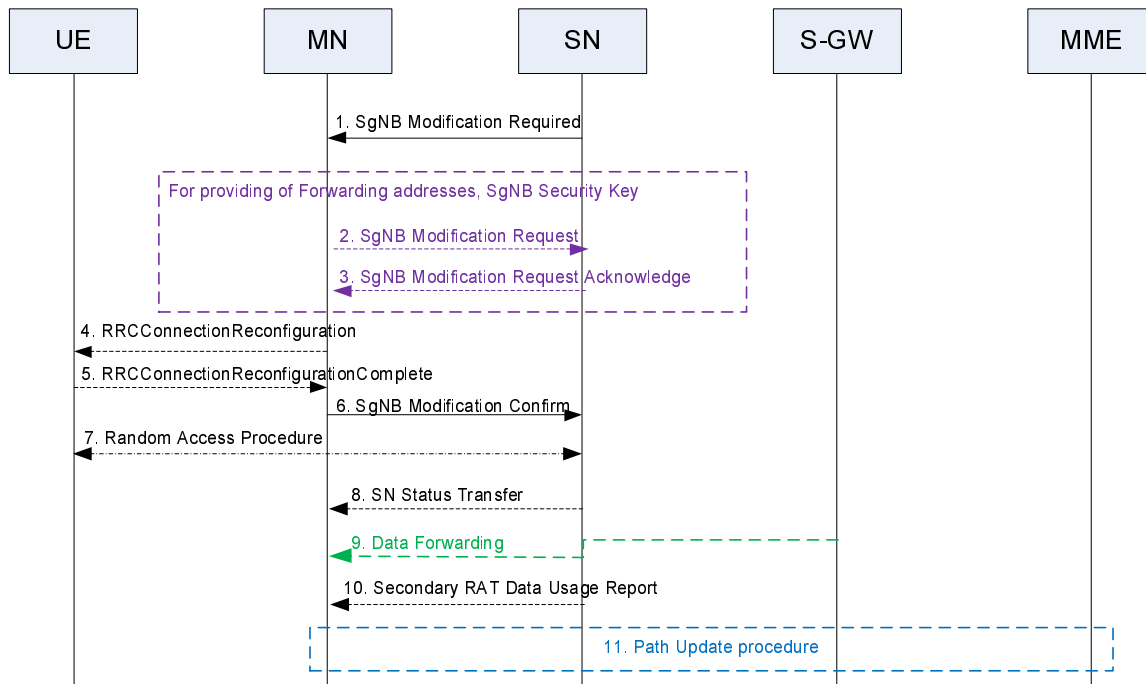 UE
MN
SN
S-GW
MME
1. SgNB Modification Required
For providing of Forwarding addresses, SgNB Security Key
2. SgNB Modification Request
3. SgNB Modification Request Acknowledge
4. RRCConnectionReconfiguration
5. RRCConnectionReconfigurationComplete
6. SgNB Modification Confirm
7. Random Access Procedure
8. SN Status Transfer
9. Data Forwarding
10. Secondary RAT Data Usage Report
11. Path Update procedure